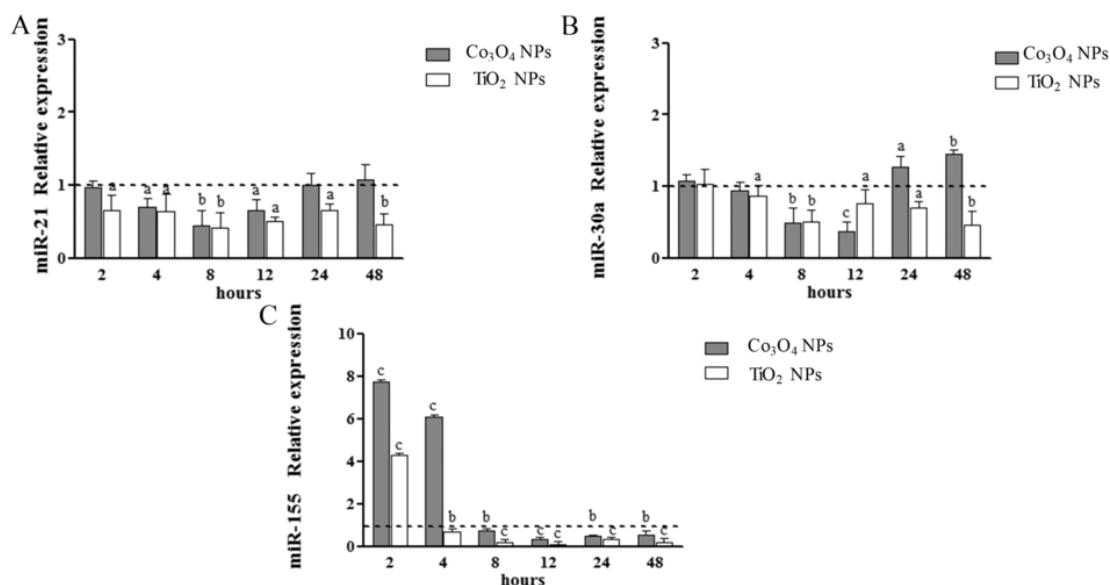 A
miR-21 Relative expression
3
2
1
0
Co₃O₄ NPs
TiO₂ NPs
a
a
a
b
b
a
a
a
b
2 4 8 12 24 48
hours
B
miR-30a Relative expression
3
2
1
0
Co₃O₄ NPs
TiO₂ NPs
a
b
b
c
a
a
a
b
b
2 4 8 12 24 48
hours
C
miR-155 Relative expression
10
8
6
4
2
0
Co₃O₄ NPs
TiO₂ NPs
c
c
c
b
b
c
c
c
b
c
b
c
2 4 8 12 24 48
hours